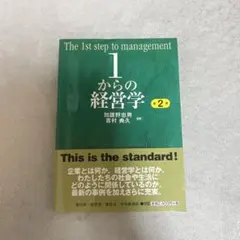 The 1st step to management
1
からの
経営学
第2版
加護野忠男
吉村典久
編著
This is the standard!
企業とは何か、経営学とは何か、
わたしたちの社会や生活に
どのように関係しているのか、
最新の事例を加えさらに充実。